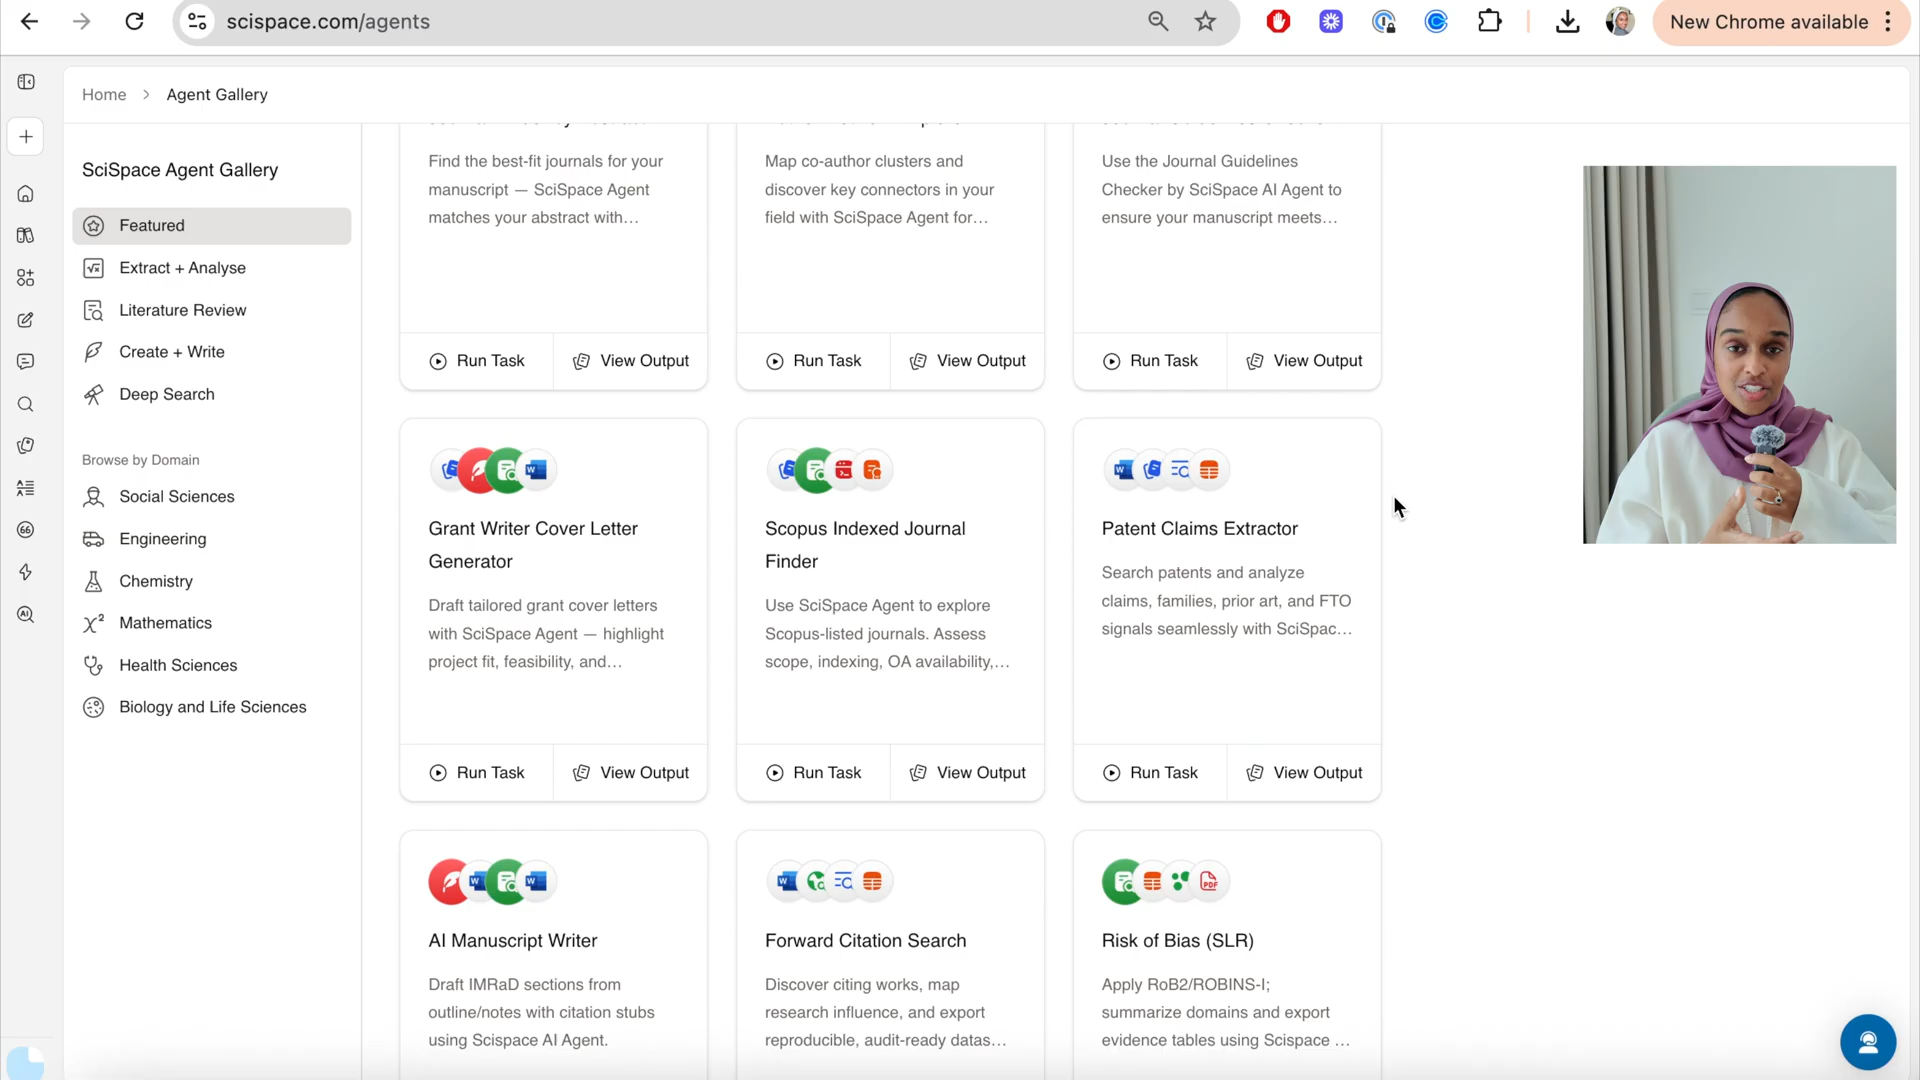 scispace.com/agents
New Chrome available
Home > Agent Gallery
SciSpace Agent Gallery
Featured
Extract + Analyse
Literature Review
Create + Write
Deep Search
Browse by Domain
Social Sciences
Engineering
Chemistry
Mathematics
Health Sciences
Biology and Life Sciences
Find the best-fit journals for your
manuscript — SciSpace Agent
matches your abstract with...
Run Task
View Output
Map co-author clusters and
discover key connectors in your
field with SciSpace Agent for...
Run Task
View Output
Use the Journal Guidelines
Checker by SciSpace AI Agent to
ensure your manuscript meets...
Run Task
View Output
Grant Writer Cover Letter
Generator
Draft tailored grant cover letters
with SciSpace Agent — highlight
project fit, feasibility, and...
Run Task
View Output
Scopus Indexed Journal
Finder
Use SciSpace Agent to explore
Scopus-listed journals. Assess
scope, indexing, OA availability,...
Run Task
View Output
Patent Claims Extractor
Search patents and analyze
claims, families, prior art, and FTO
signals seamlessly with SciSpac...
Run Task
View Output
AI Manuscript Writer
Draft IMRaD sections from
outline/notes with citation stubs
using Scispace AI Agent.
Forward Citation Search
Discover citing works, map
research influence, and export
reproducible, audit-ready datas...
Risk of Bias (SLR)
Apply RoB2/ROBINS-I;
summarize domains and export
evidence tables using Scispace ...